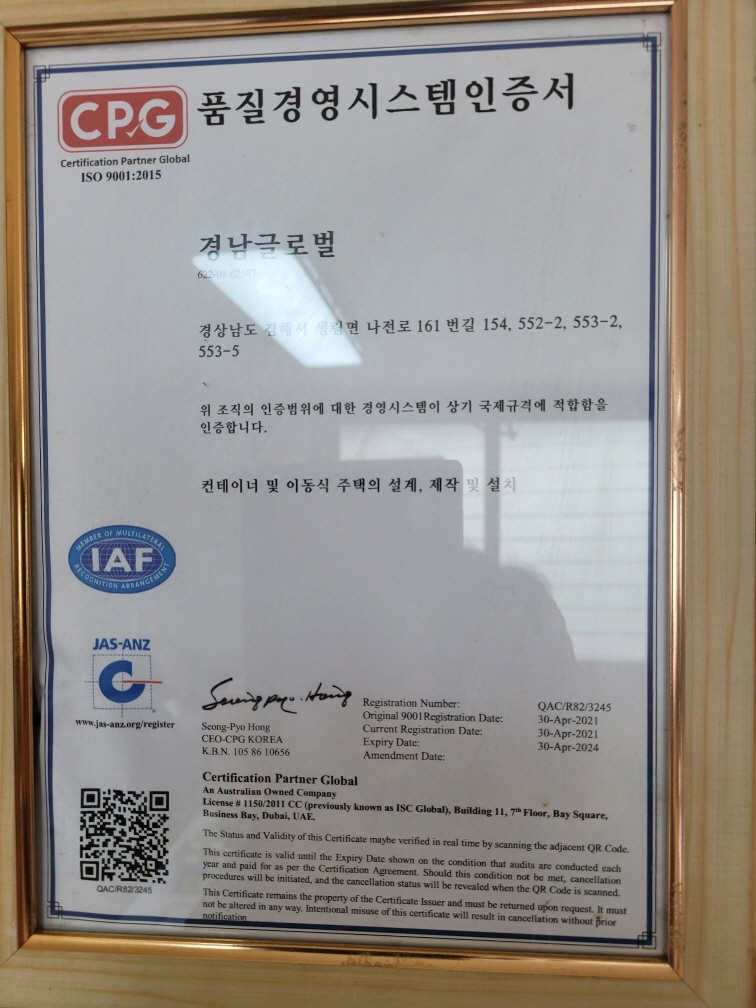 CPG
품질경영시스템인증서
Certification Partner Global
ISO 9001:2015
경남글로벌
경상남도 김해시 생림면 나전로 161 번길 154, 552-2, 553-2,
553-5
위 조직의 인증범위에 대한 경영시스템이 상기 국제규격에 적합함을
인증합니다.
컨테이너 및 이동식 주택의 설계, 제작 및 설치
MEMBER OF MULTILATERAL
IAF
RECOGNITION ARRANGEMENT
JAS-ANZ
www.jas-anz.org/register
Seong-Pyo Hong
Seong-Pyo Hong
CEO-CPG KOREA
K.B.N. 105 86 10656
Registration Number: QAC/R82/3245
Original 9001Registration Date: 30-Apr-2021
Current Registration Date: 30-Apr-2021
Expiry Date: 30-Apr-2024
Amendment Date:
Certification Partner Global
An Australian Owned Company
License # 1150/2011 CC (previously known as ISC Global), Building 11, 7th Floor, Bay Square,
Business Bay, Dubai, UAE.
The Status and Validity of this Certificate maybe verified in real time by scanning the adjacent QR Code.
This certificate is valid until the Expiry Date shown on the condition that audits are conducted each
year and paid for as per the Certification Agreement. Should this condition not be met, cancellation
procedures will be initiated, and the cancellation status will be revealed when the QR Code is scanned.
This Certificate remains the property of the Certificate Issuer and must be returned upon request. It must
not be altered in any way. Intentional misuse of this certificate will result in cancellation without prior
notification
QAC/R82/3245